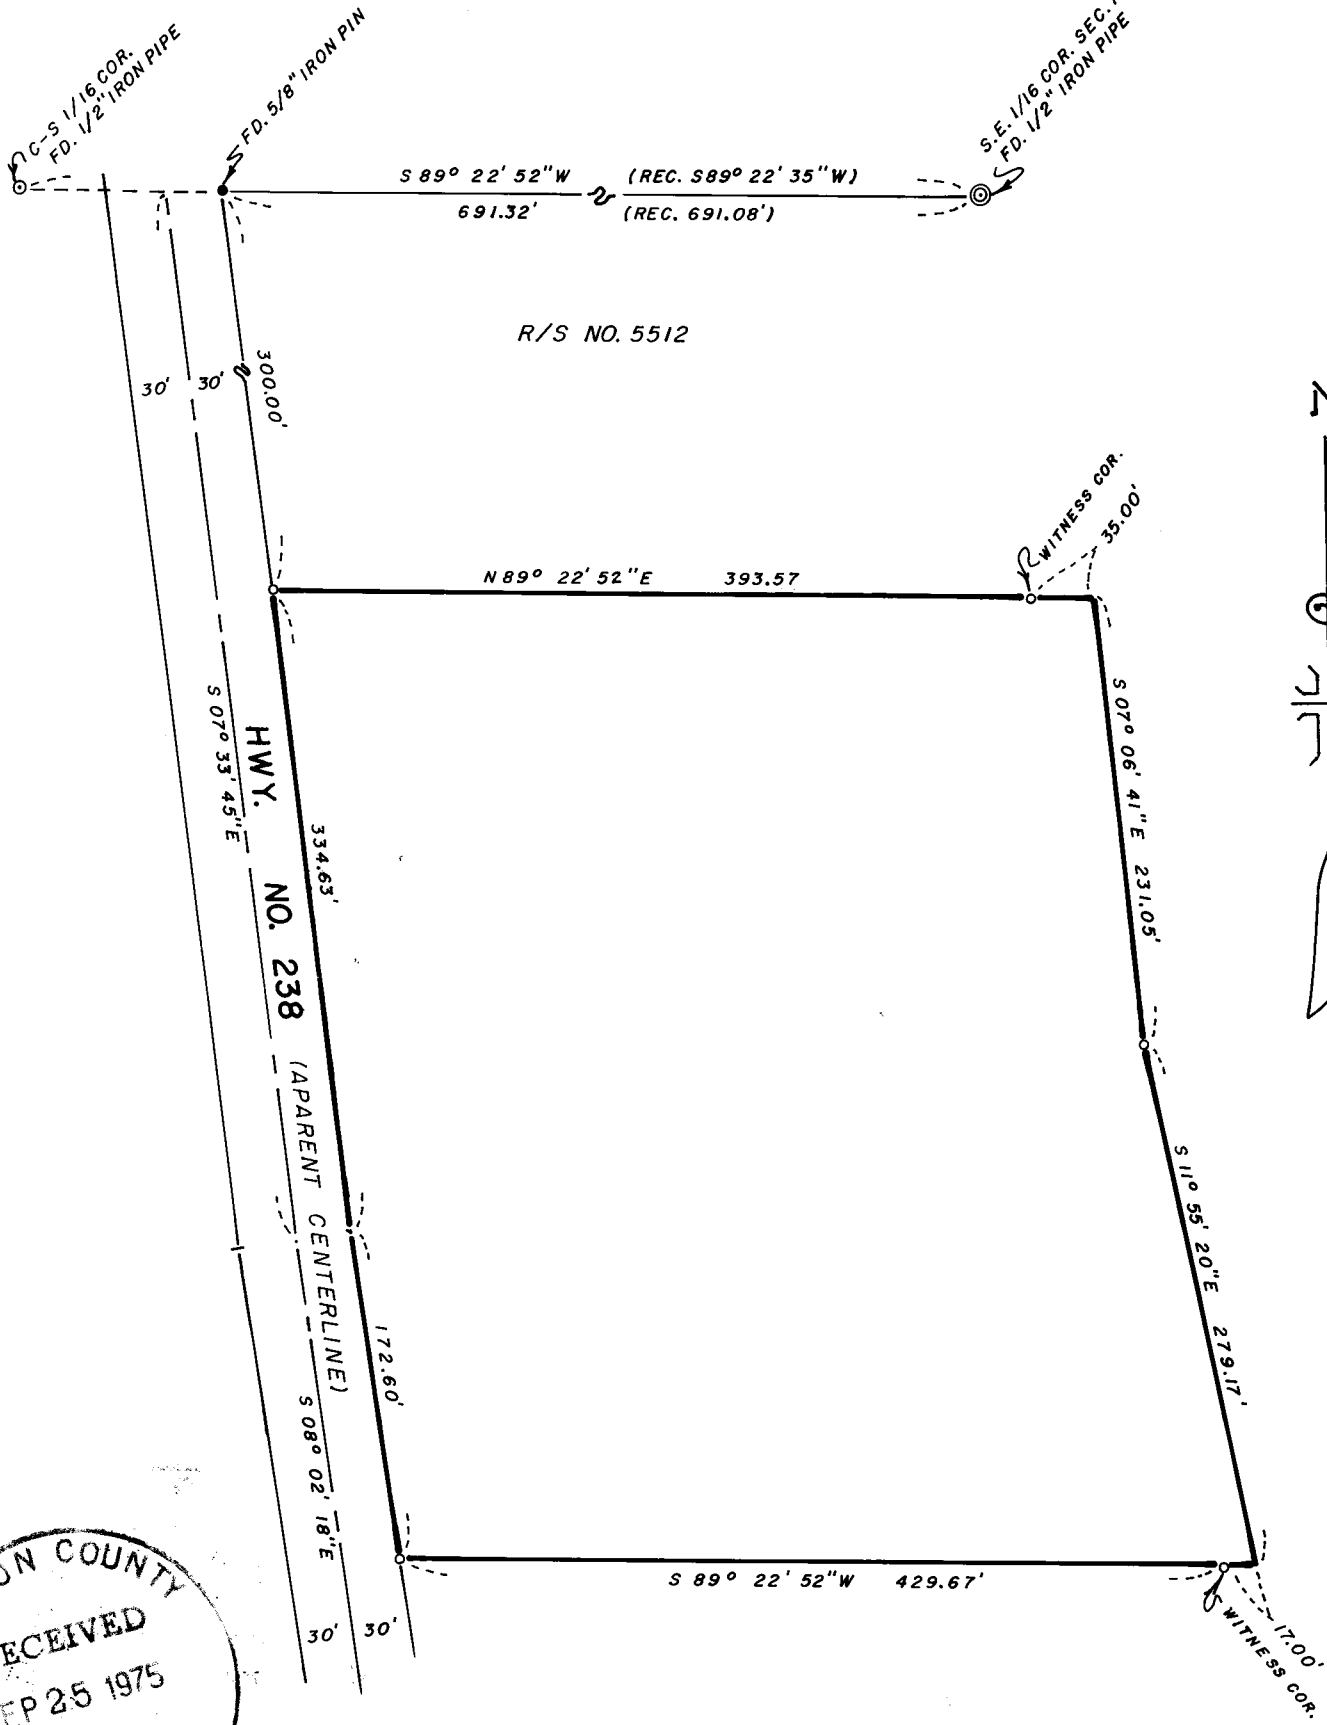 C-S 1/16 COR.
FD. 1/2" IRON PIPE
FD. 5/8" IRON PIN
S.E. 1/16 COR. SEC.
FD. 1/2" IRON PIPE
S 89° 22' 52" W (REC. S89° 22' 35" W)
691.32' (REC. 691.08')
R/S NO. 5512
30' 30'
300.00'
WITNESS COR.
35.00'
N 89° 22' 52" E 393.57
S 07° 33' 45" E
HWY. NO. 238 (APARENT CENTERLINE)
334.63'
S 07° 06' 41" E 231.05'
S 11° 55' 20" E 279.17'
172.60'
S 08° 02' 18" E
S 89° 22' 52" W 429.67'
30' 30'
17.00'
WITNESS COR.
ON COUNTY
ECEIVED
EP 25 1975